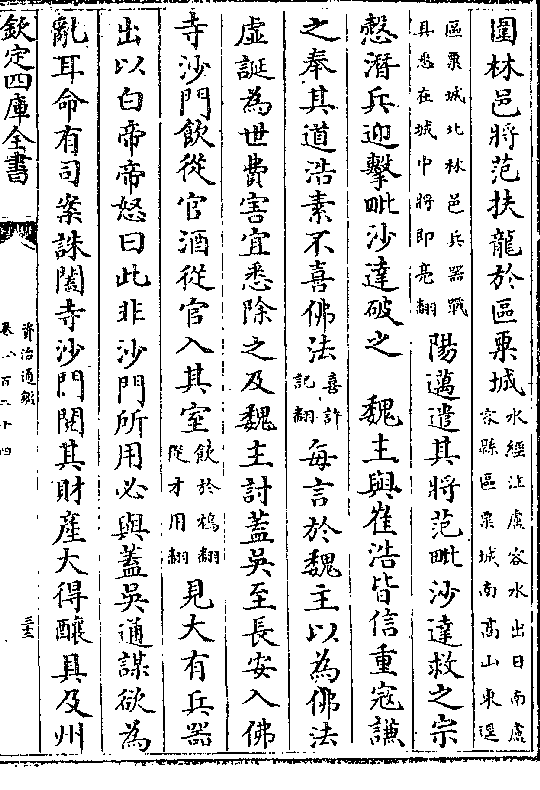 圍林邑將范扶龍於區粟城水經注盧容水出日南盧容縣區粟城南髙山東逕
區粟城北林邑兵器戰具悉在城中將即亮翻陽邁遣其將范毗沙達救之宗
慤潛兵迎擊毗沙達破之 魏主與崔浩皆信重寇謙
之奉其道浩素不喜佛法喜許記翻每言於魏主以為佛法
虛誕為世費害宜悉除之及魏主討蓋吳至長安入佛
寺沙門飲從官酒從官入其室飲於鴆翻從才用翻見大有兵器
出以白帝帝怒曰此非沙門所用必與蓋吳通謀欲為
亂耳命有司案誅闔寺沙門閱其財產大得釀具及州
欽定四庫全書
資治通鑑
卷一百二十四